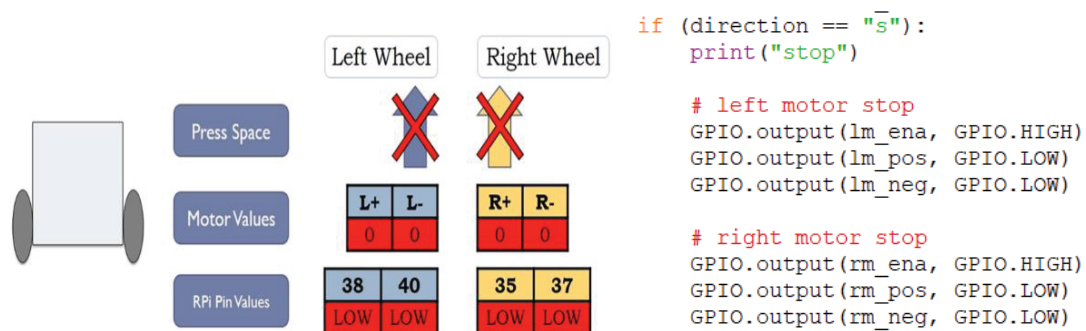 Left Wheel Right Wheel
Press Space
Motor Values
L+ L- R+ R-
0 0 0 0
RPi Pin Values
38 40 35 37
LOW LOW LOW LOW
if (direction == "s"):
print("stop")
# left motor stop
GPIO.output(lm_ena, GPIO.HIGH)
GPIO.output(lm_pos, GPIO.LOW)
GPIO.output(lm_neg, GPIO.LOW)
# right motor stop
GPIO.output(rm_ena, GPIO.HIGH)
GPIO.output(rm_pos, GPIO.LOW)
GPIO.output(rm_neg, GPIO.LOW)